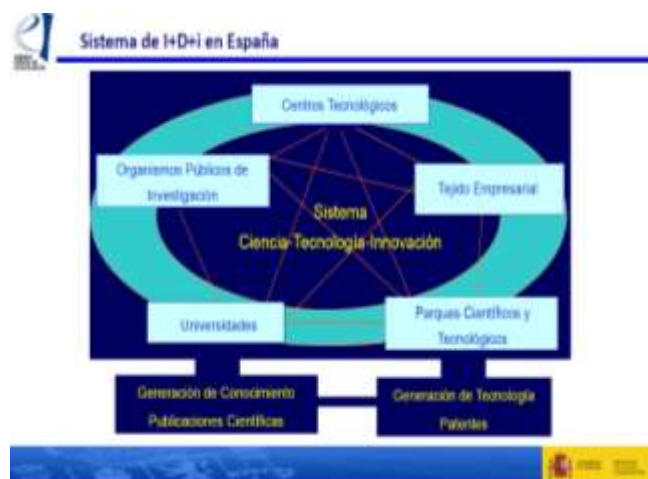 Sistema de I+D+i en España
Centros Tecnológicos
Organismos Públicos de
Investigación
Tejido Empresarial
Sistema
Ciencia-Tecnología-Innovación
Universidades
Parques Científicos y
Tecnológicos
Generación de Conocimiento
Publicaciones Científicas
Generación de Tecnología
Patentes